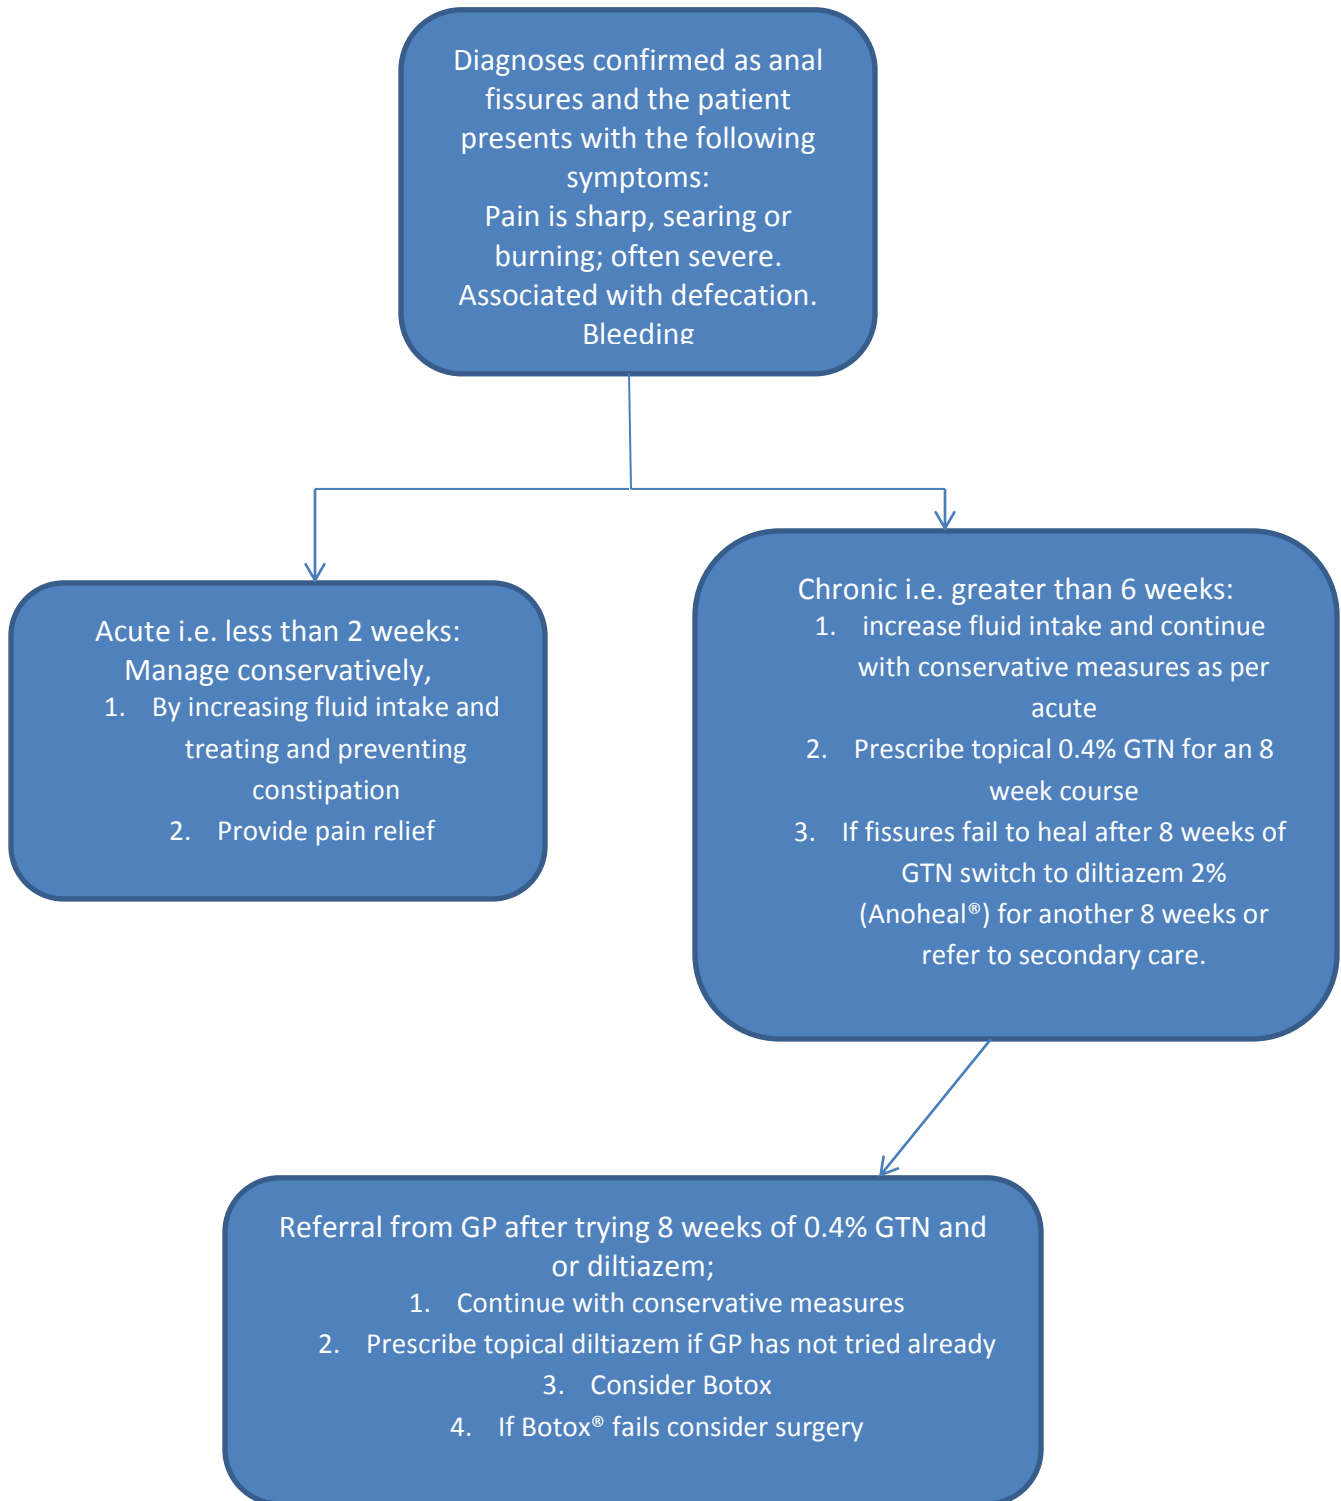 Diagnoses confirmed as anal
fissures and the patient
presents with the following
symptoms:
Pain is sharp, searing or
burning; often severe.
Associated with defecation.
Bleeding
Acute i.e. less than 2 weeks:
Manage conservatively,
1. By increasing fluid intake and
treating and preventing
constipation
2. Provide pain relief
Chronic i.e. greater than 6 weeks:
1. increase fluid intake and continue
with conservative measures as per
acute
2. Prescribe topical 0.4% GTN for an 8
week course
3. If fissures fail to heal after 8 weeks of
GTN switch to diltiazem 2%
(Anoheal®) for another 8 weeks or
refer to secondary care.
Referral from GP after trying 8 weeks of 0.4% GTN and
or diltiazem;
1. Continue with conservative measures
2. Prescribe topical diltiazem if GP has not tried already
3. Consider Botox
4. If Botox® fails consider surgery